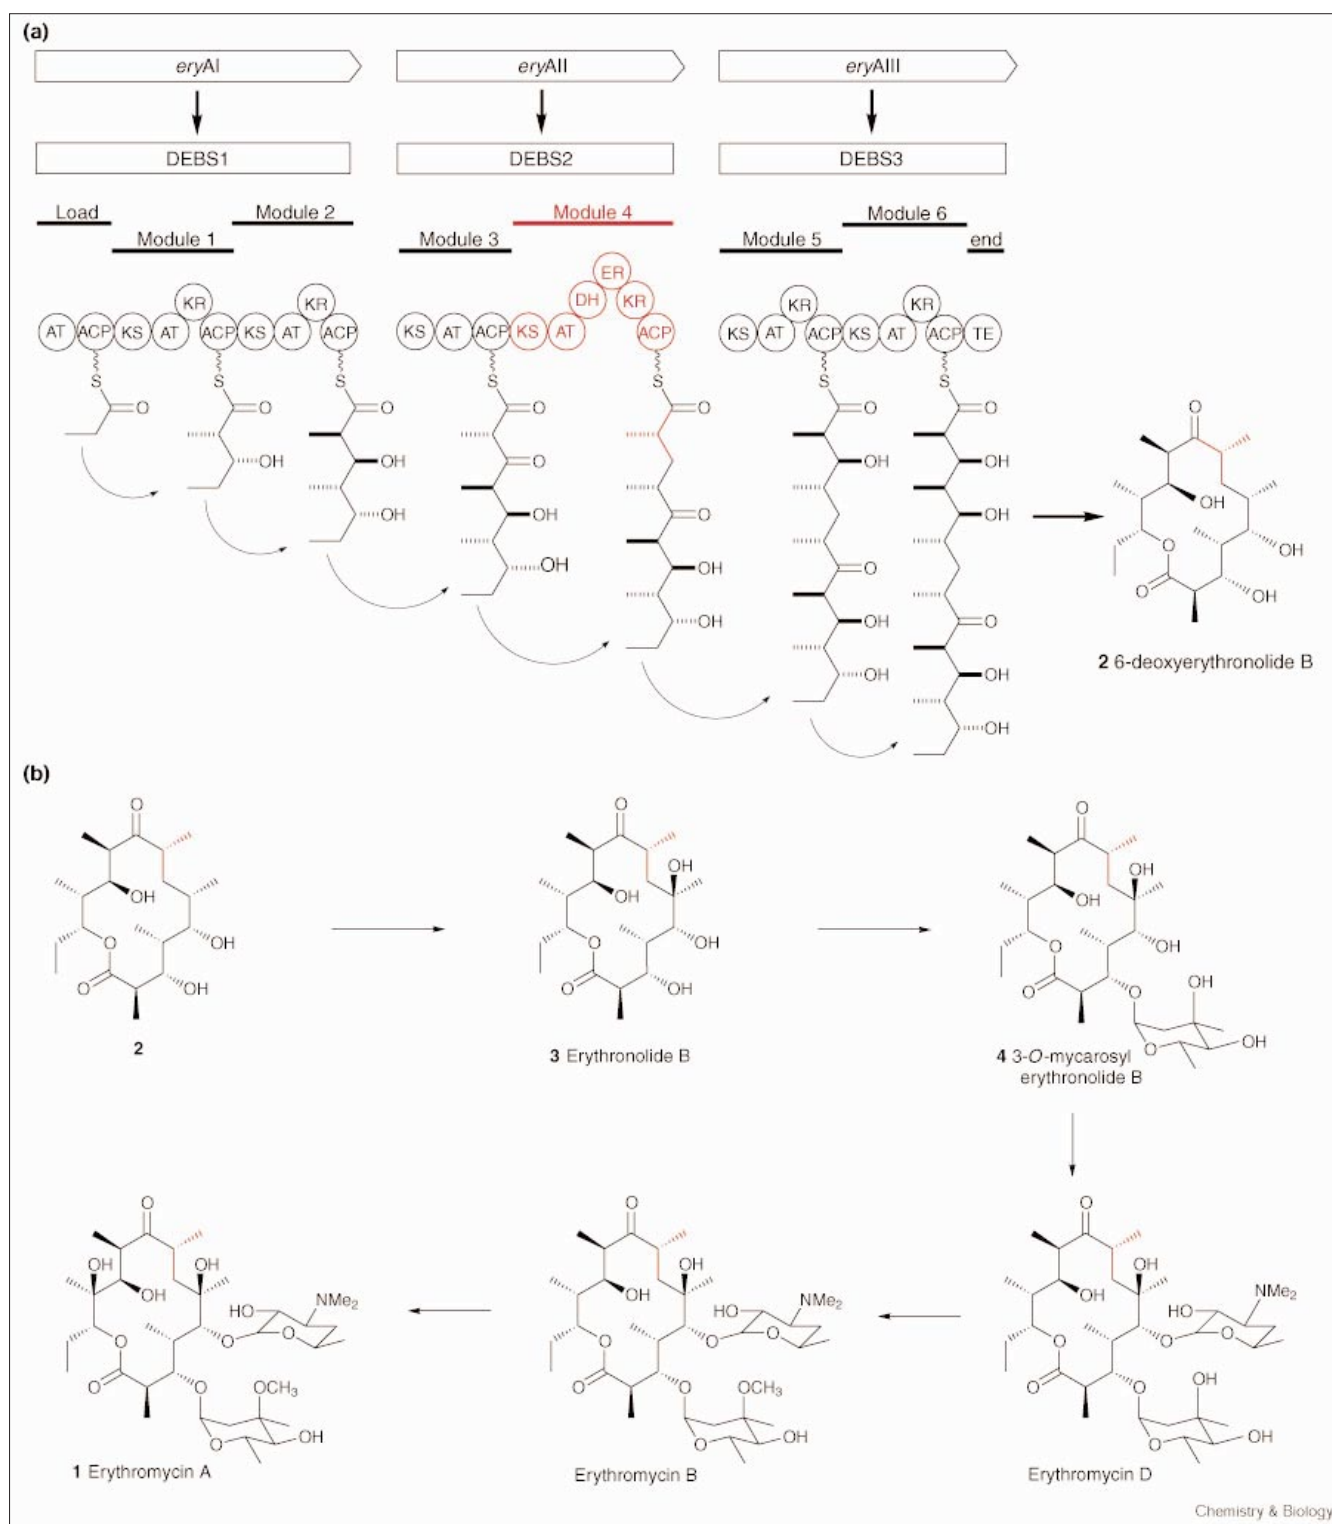 (a)
eryAI eryAII eryAIII
DEBS1 DEBS2 DEBS3
Load Module 2 Module 4 Module 6
Module 1 Module 3 Module 5 end
ER
KR KR DH KR KR KR
AT ACP KS AT ACP KS AT ACP KS AT ACP KS AT ACP KS AT ACP KS AT ACP TE
S S S S S S S
O O O O O O O
O
OH OH O OH OH
OH
OH OH O OH
OH
OH OH O
OH O
OH OH
OH OH
OH
O
OH
O OH
O OH
2 6-deoxyerythronolide B
(b)
O
OH
O OH
O OH
2
O
OH
OH
O OH
O OH
3 Erythronolide B
O
OH
OH
O OH
O O OH
O OH
4 3-O-mycarosyl
erythronolide B
O
OH OH
OH HO NMe2
O O O
O O OCH3
O OH
1 Erythromycin A
O
OH
OH HO NMe2
O O O
O O OCH3
O OH
Erythromycin B
O
OH
OH HO NMe2
O O O
O O OH
O OH
Erythromycin D
Chemistry & Biology